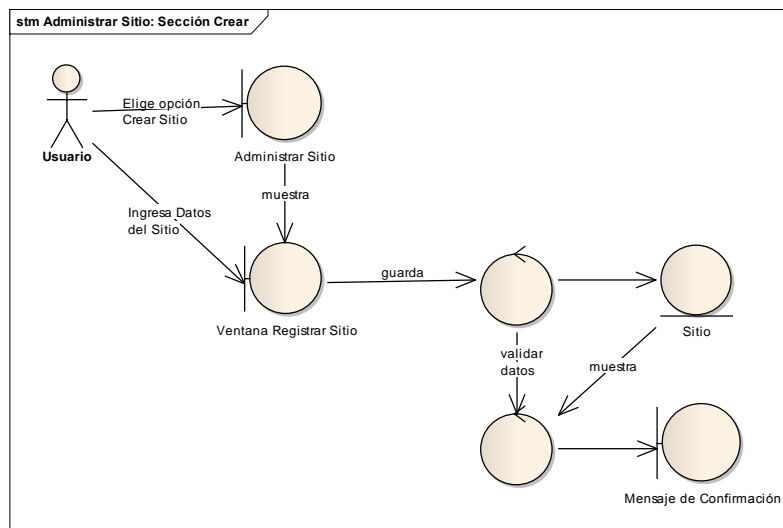 stm Administrar Sitio: Sección Crear
Elige opción
Crear Sitio
Usuario
Administrar Sitio
muestra
Ingresa Datos
del Sitio
guarda
Ventana Registrar Sitio
Sitio
validar
datos
muestra
Mensaje de Confirmación